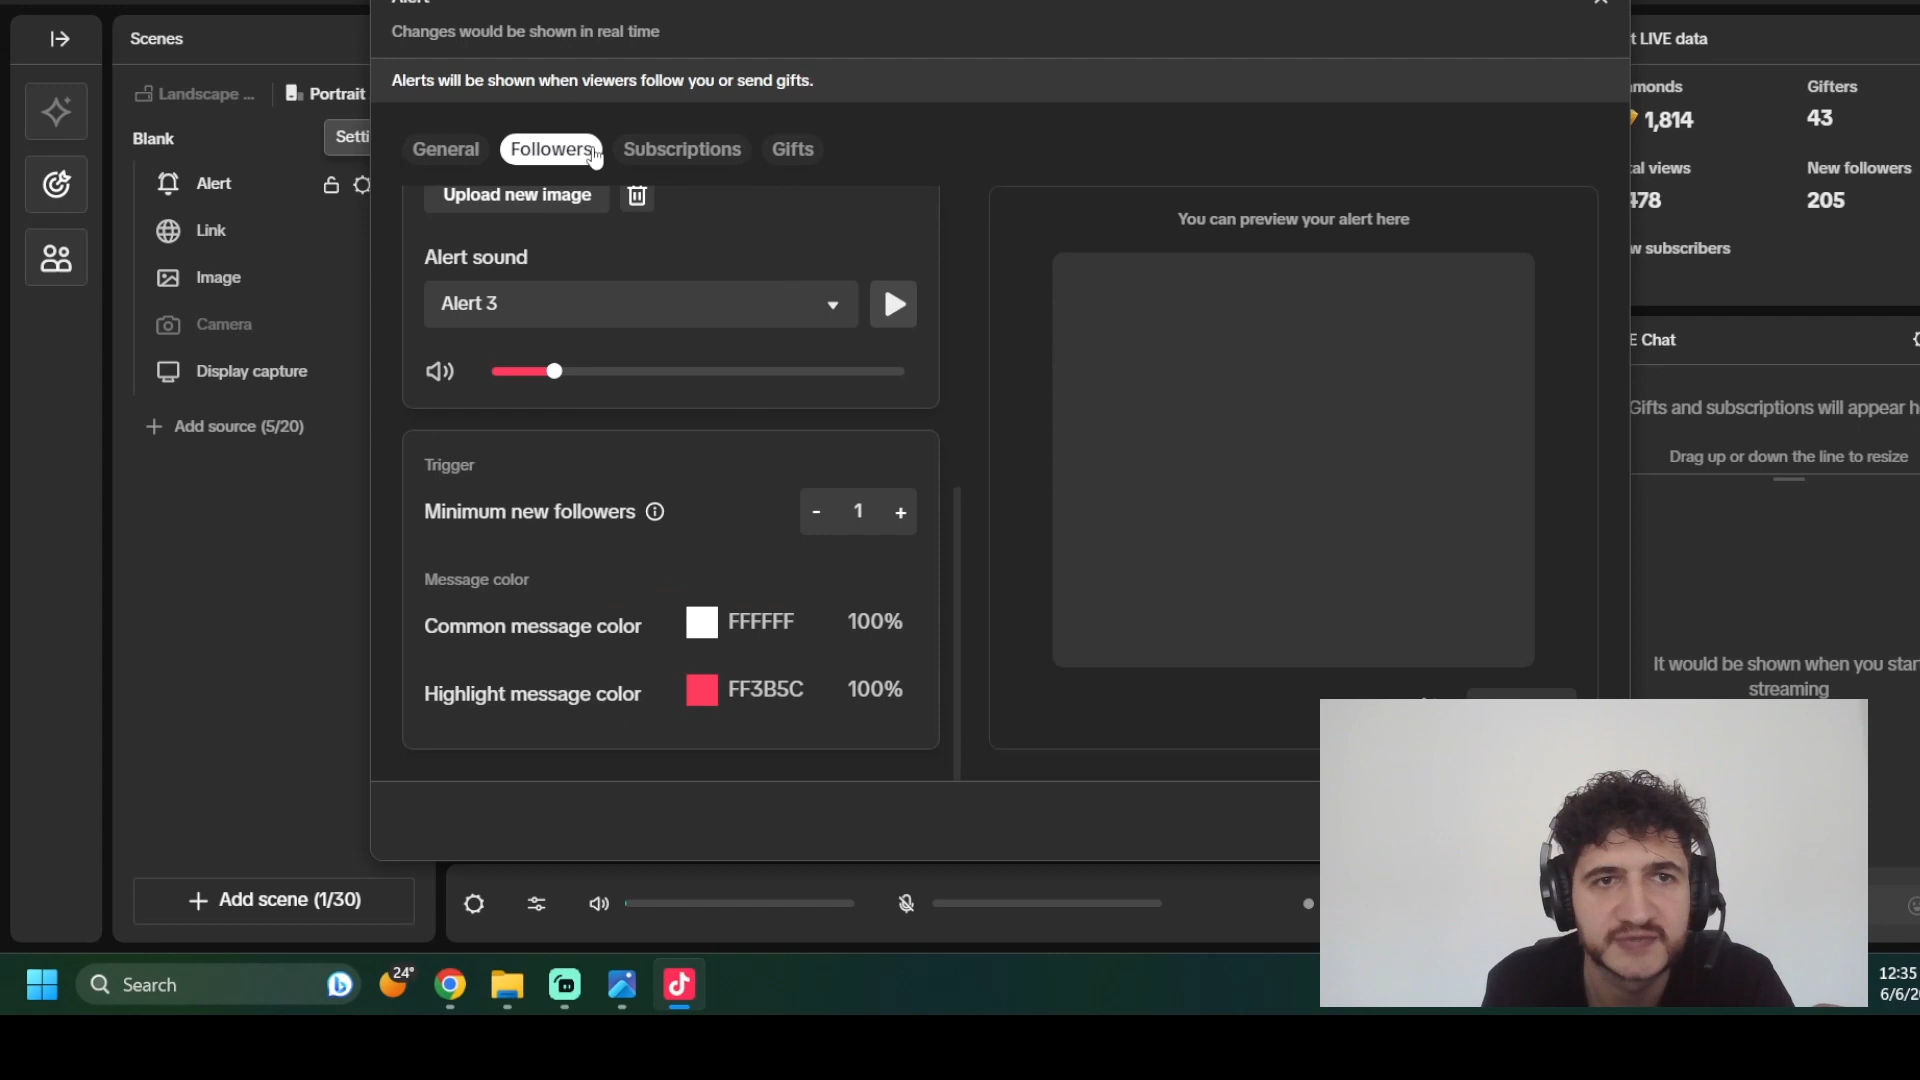 Scenes
Landscape ...
Portrait
Blank
Setti
Alert
Link
Image
Camera
Display capture
Add source (5/20)
Add scene (1/30)
Changes would be shown in real time
Alerts will be shown when viewers follow you or send gifts.
General
Followers
Subscriptions
Gifts
Upload new image
Alert sound
Alert 3
Trigger
Minimum new followers
- 1 +
Message color
Common message color
FFFFFF
100%
Highlight message color
FF3B5C
100%
You can preview your alert here
t LIVE data
monds
Gifters
1,814
43
al views
New followers
478
205
w subscribers
E Chat
Gifts and subscriptions will appear h
Drag up or down the line to resize
It would be shown when you star
streaming
Search
24°
12:35
6/6/2